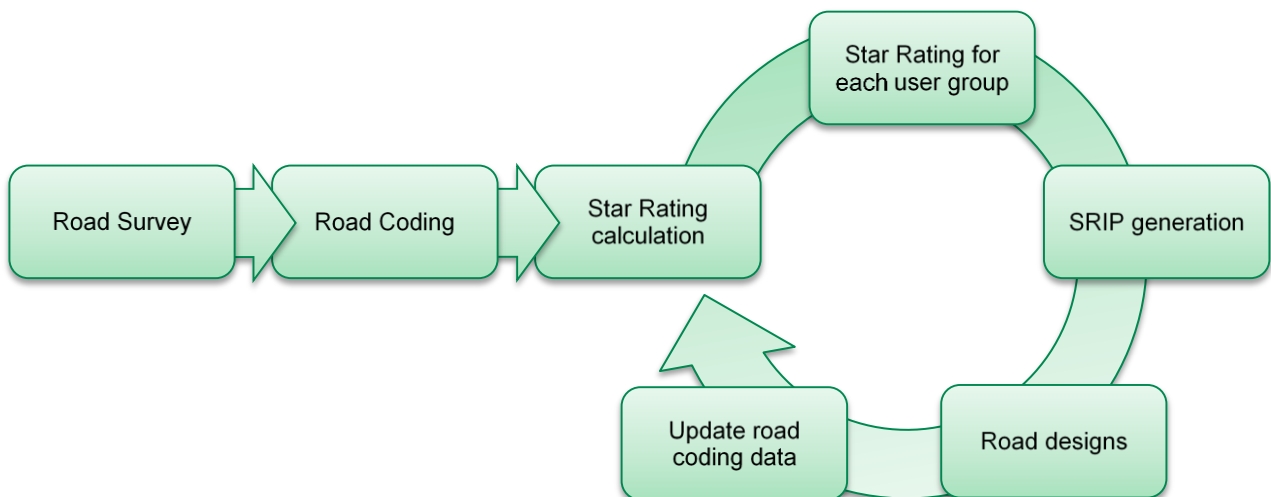 Road Survey
Road Coding
Star Rating
calculation
Star Rating for
each user group
SRIP generation
Road designs
Update road
coding data